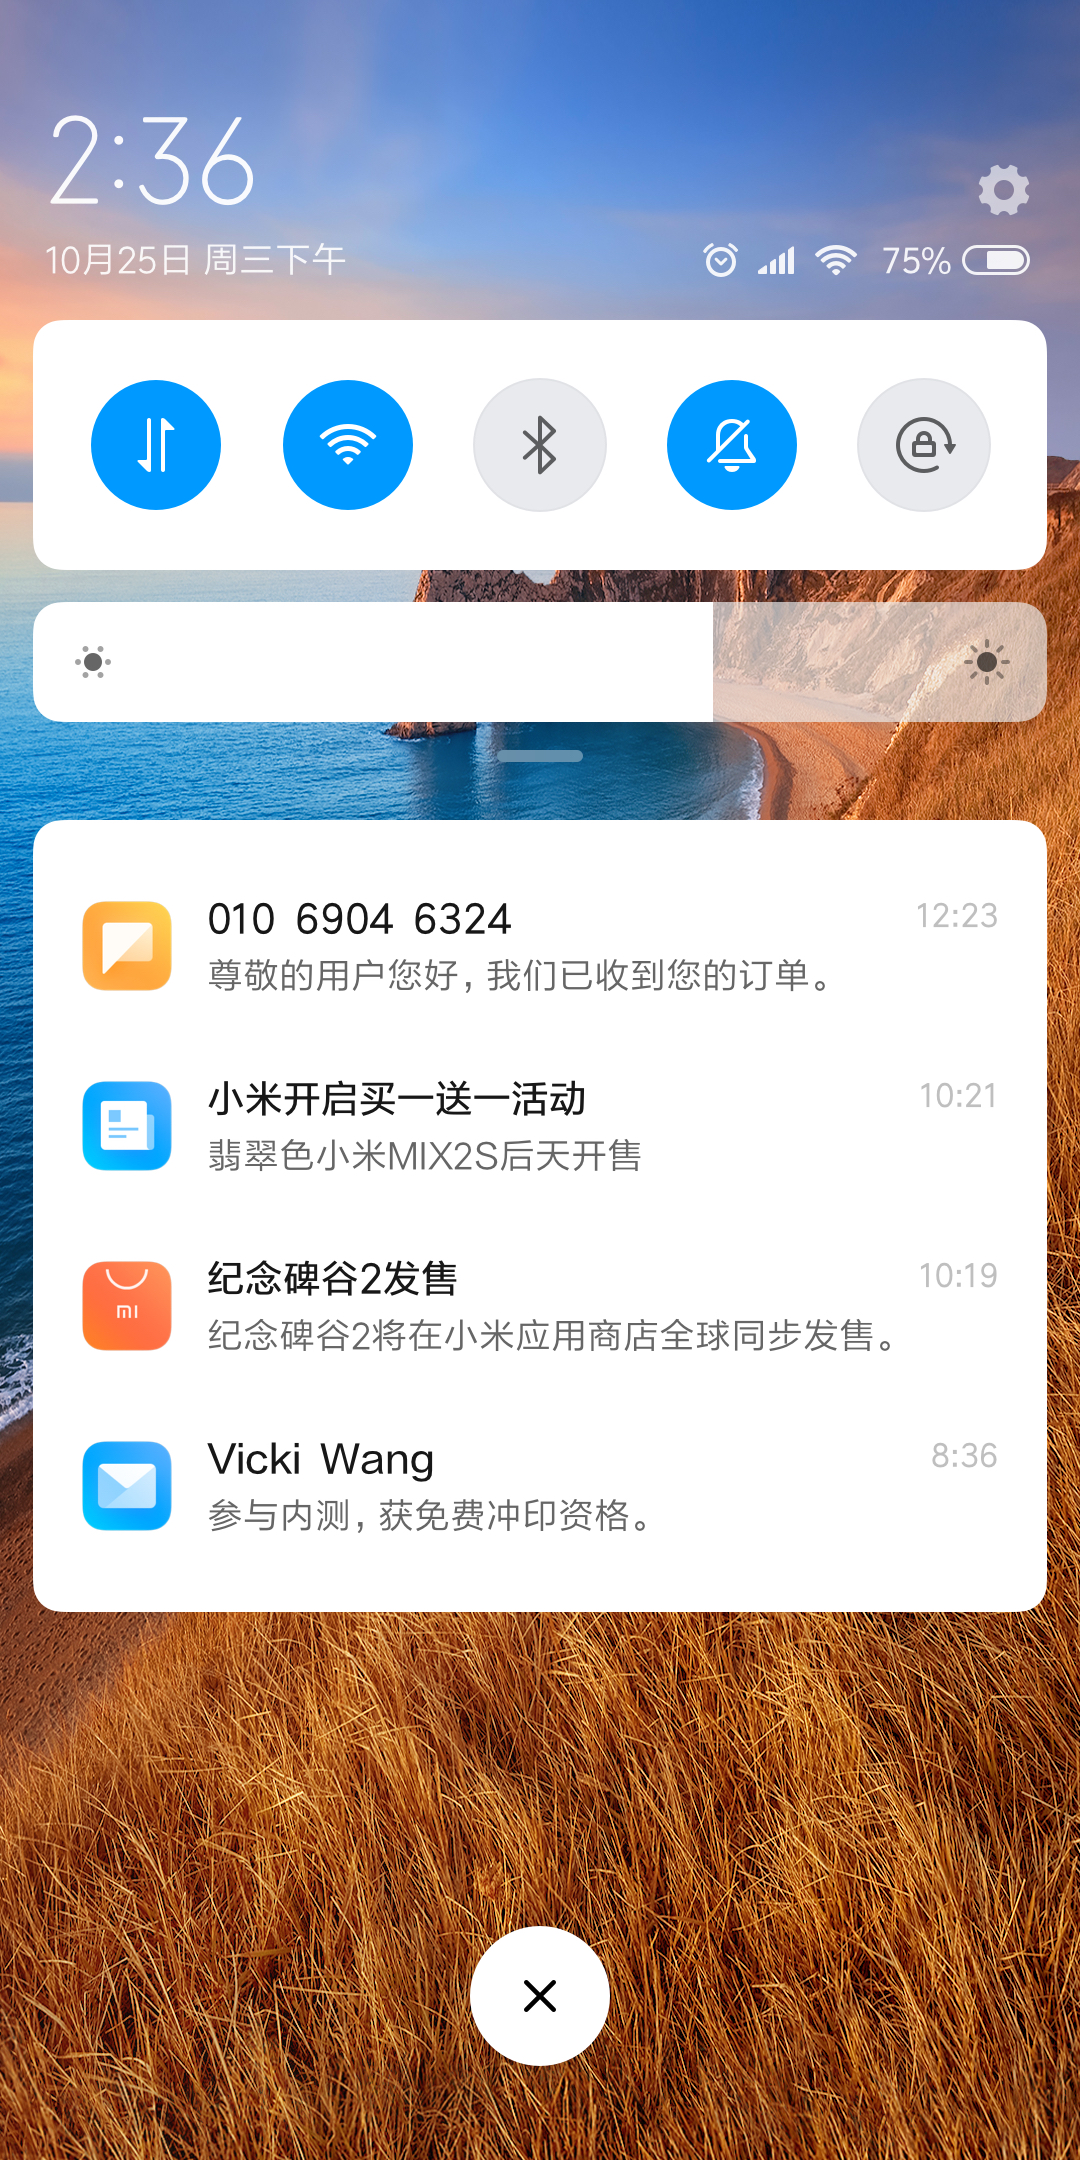 2:36
10月25日 周三下午
75%
010 6904 6324
12:23
尊敬的用户您好，我们已收到您的订单。
小米开启买一送一活动
10:21
翡翠色小米MIX2S后天开售
纪念碑谷2发售
10:19
MI
纪念碑谷2将在小米应用商店全球同步发售。
Vicki Wang
8:36
参与内测，获免费冲印资格。